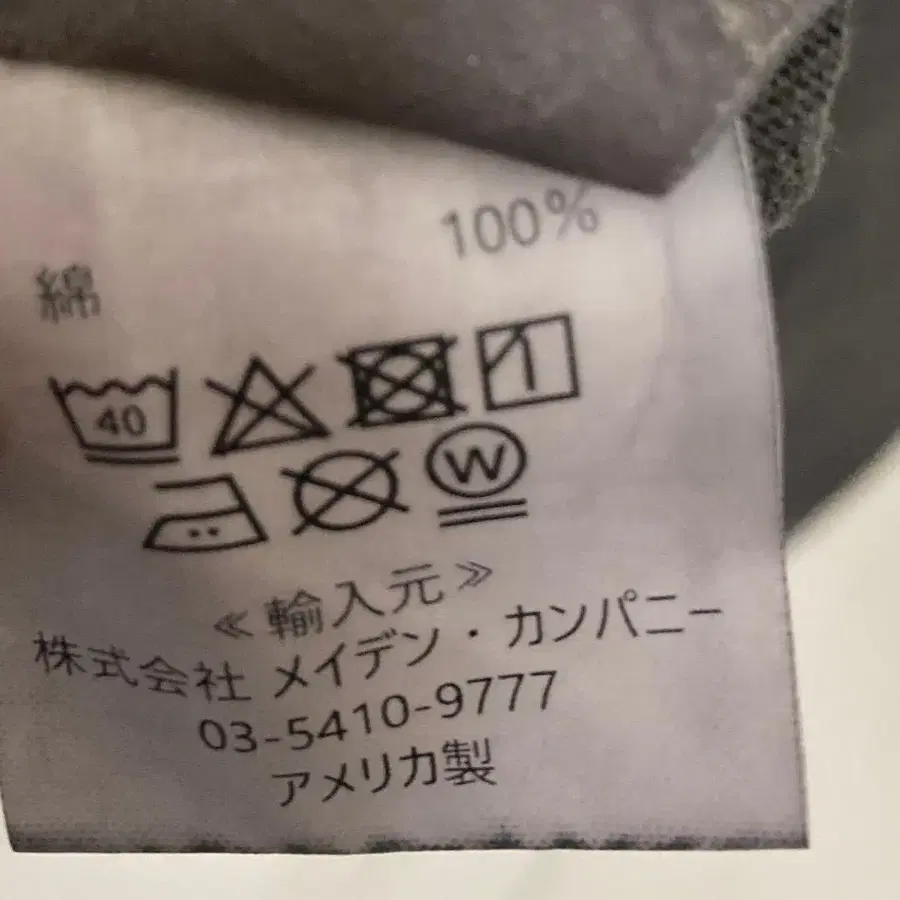 綿 100%
40
W
≪輸入元≫
株式会社 メイデン・カンパニー
03-5410-9777
アメリカ製